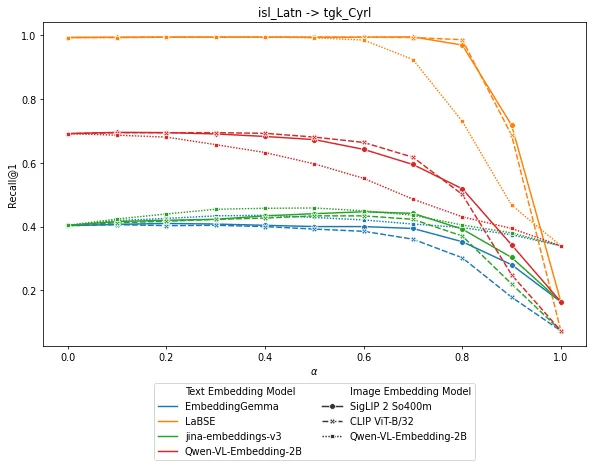 isl_Latn -> tgk_Cyrl
1.0
0.8
0.6
0.4
0.2
Recall@1
0.0 0.2 0.4 0.6 0.8 1.0
α
Text Embedding Model Image Embedding Model
EmbeddingGemma SigLIP 2 So400m
LaBSE CLIP ViT-B/32
jina-embeddings-v3 Qwen-VL-Embedding-2B
Qwen-VL-Embedding-2B